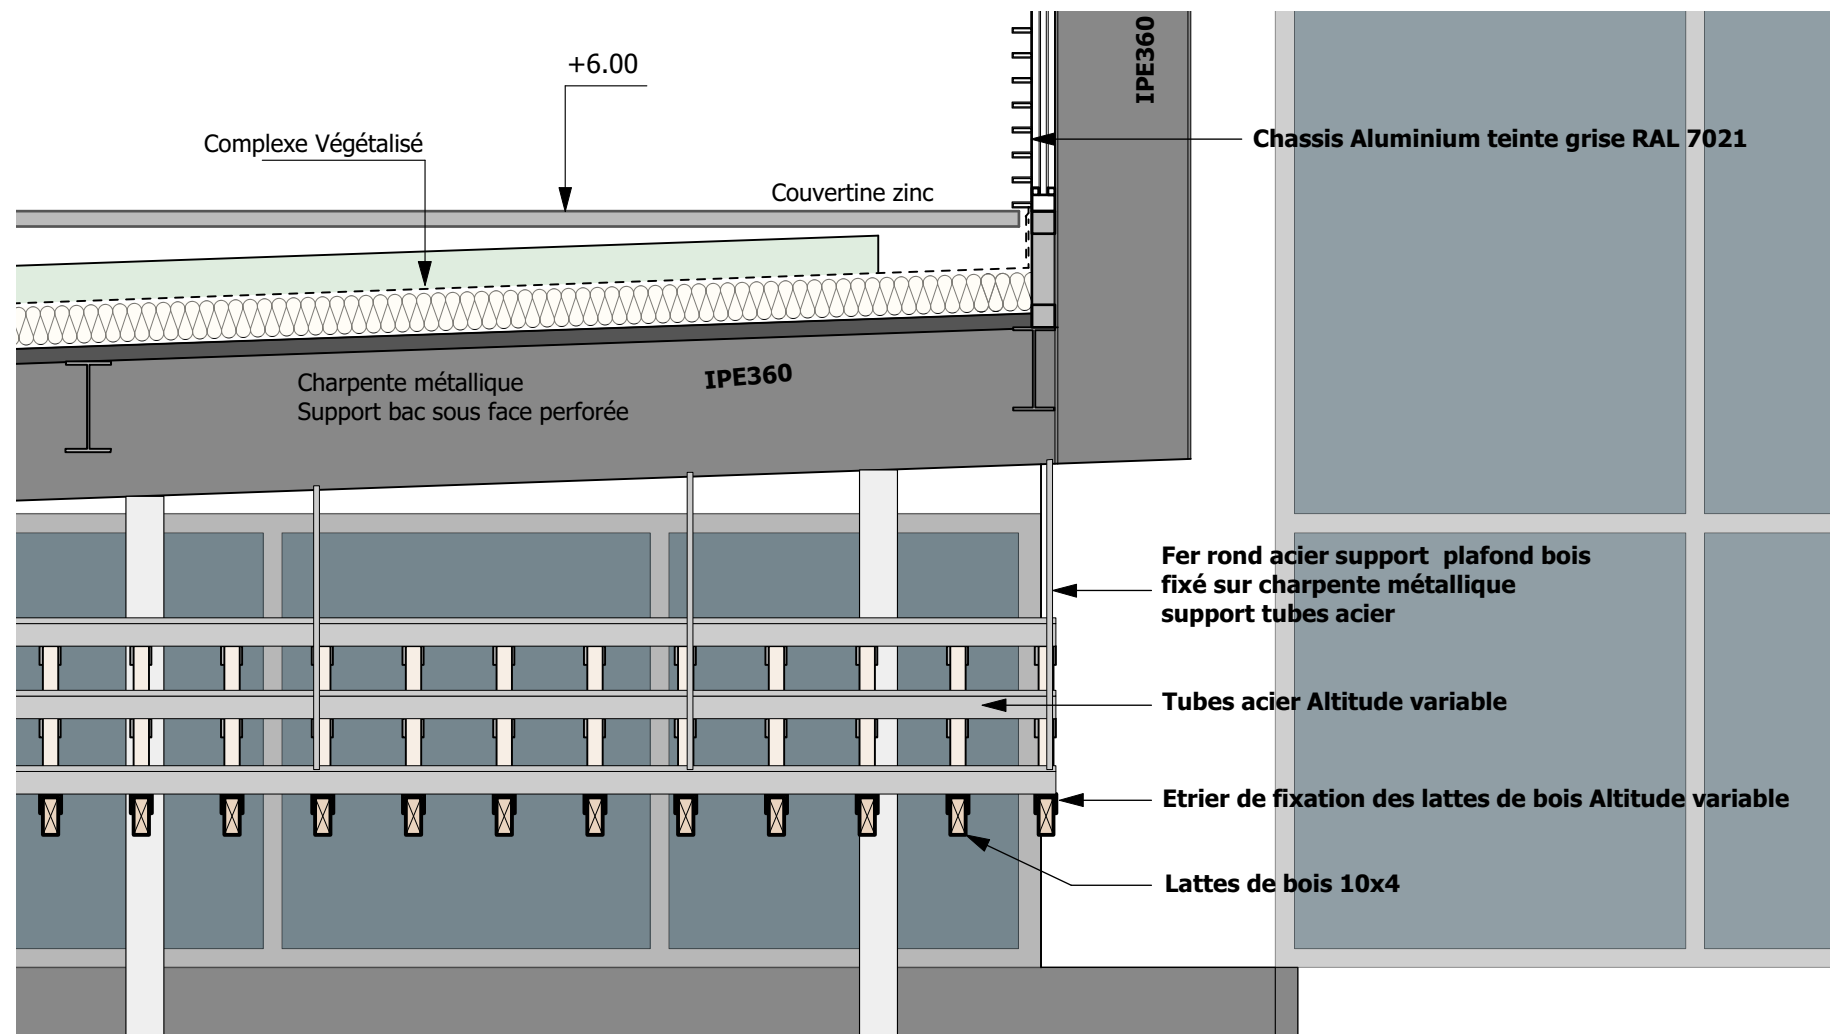 +6.00
IPE360
Complexe Végétalisé
Chassis Aluminium teinte grise RAL 7021
Couvertine zinc
Charpente métallique
Support bac sous face perforée
IPE360
Fer rond acier support plafond bois
fixé sur charpente métallique
support tubes acier
Tubes acier Altitude variable
Etrier de fixation des lattes de bois Altitude variable
Lattes de bois 10x4